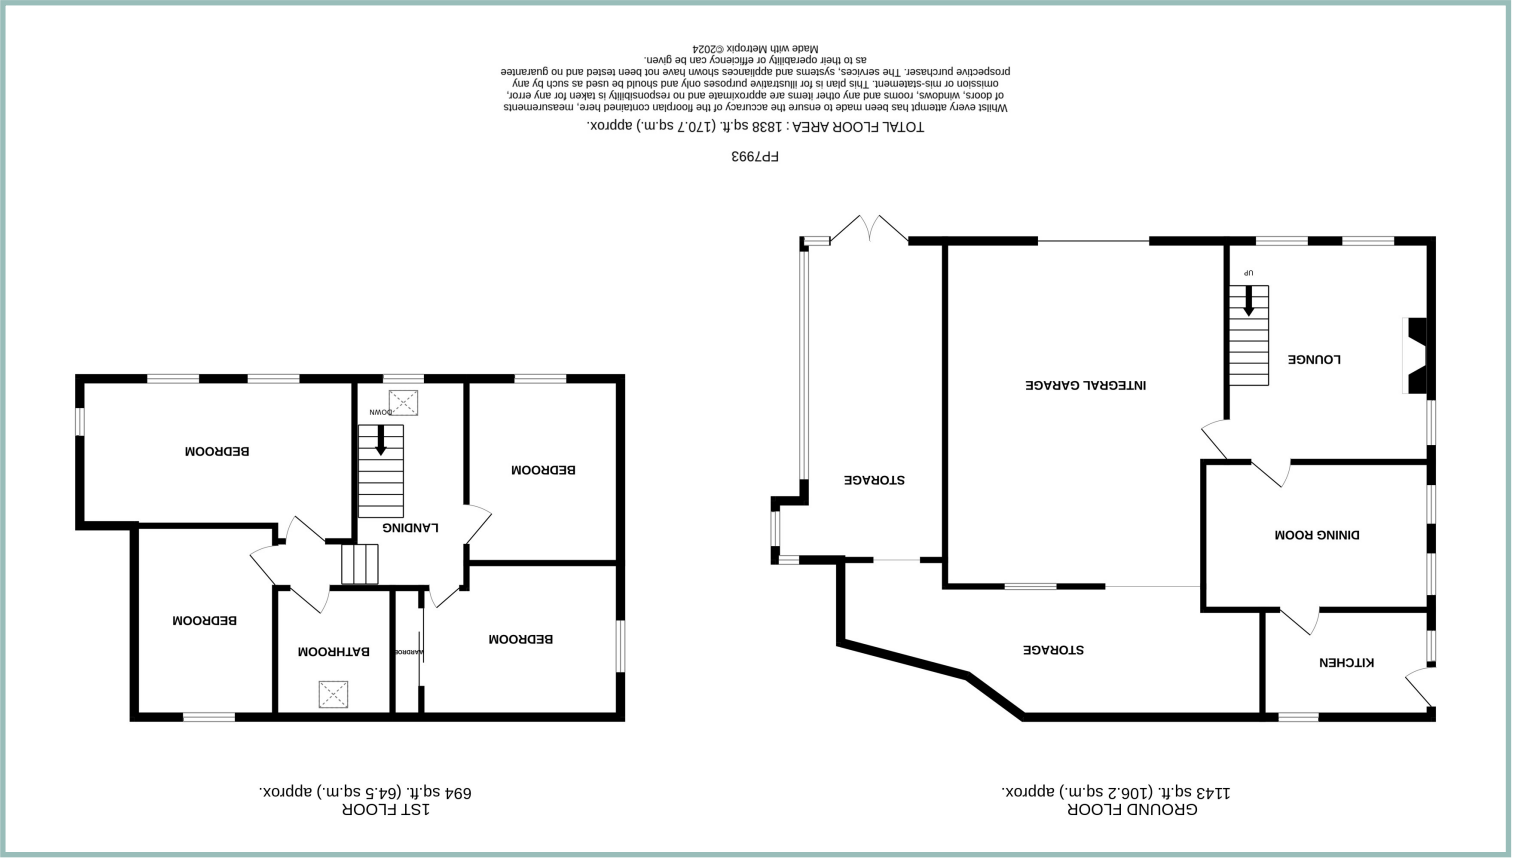 GROUND FLOOR
1143 sq.ft. (106.2 sq.m.) approx.
KITCHEN
STORAGE
DINING ROOM
STORAGE
INTEGRAL GARAGE
LOUNGE
UP
1ST FLOOR
694 sq.ft. (64.5 sq.m.) approx.
BEDROOM
WARDROBE
BATHROOM
BEDROOM
LANDING
BEDROOM
BEDROOM
DOWN
FP7993
TOTAL FLOOR AREA : 1838 sq.ft. (170.7 sq.m.) approx.
Whilst every attempt has been made to ensure the accuracy of the floorplan contained here, measurements
of doors, windows, rooms and any other items are approximate and no responsibility is taken for any error,
omission or mis-statement. This plan is for illustrative purposes only and should be used as such by any
prospective purchaser. The services, systems and appliances shown have not been tested and no guarantee
as to their operability or efficiency can be given.
Made with Metropix ©2024